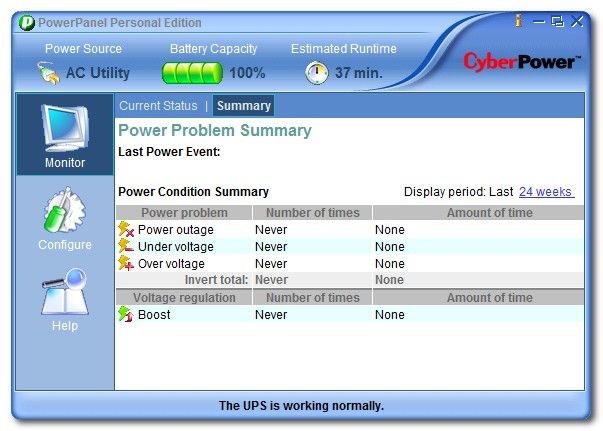 PowerPanel Personal Edition
Power Source Battery Capacity Estimated Runtime
AC Utility 100% 37 min.
CyberPower™
Current Status | Summary
Power Problem Summary
Last Power Event:
Monitor
Power Condition Summary Display period: Last 24 weeks
Power problem Number of times Amount of time
Power outage Never None
Under voltage Never None
Configure
Over voltage Never None
Invert total: Never None
Voltage regulation Number of times Amount of time
Boost Never None
Help
The UPS is working normally.